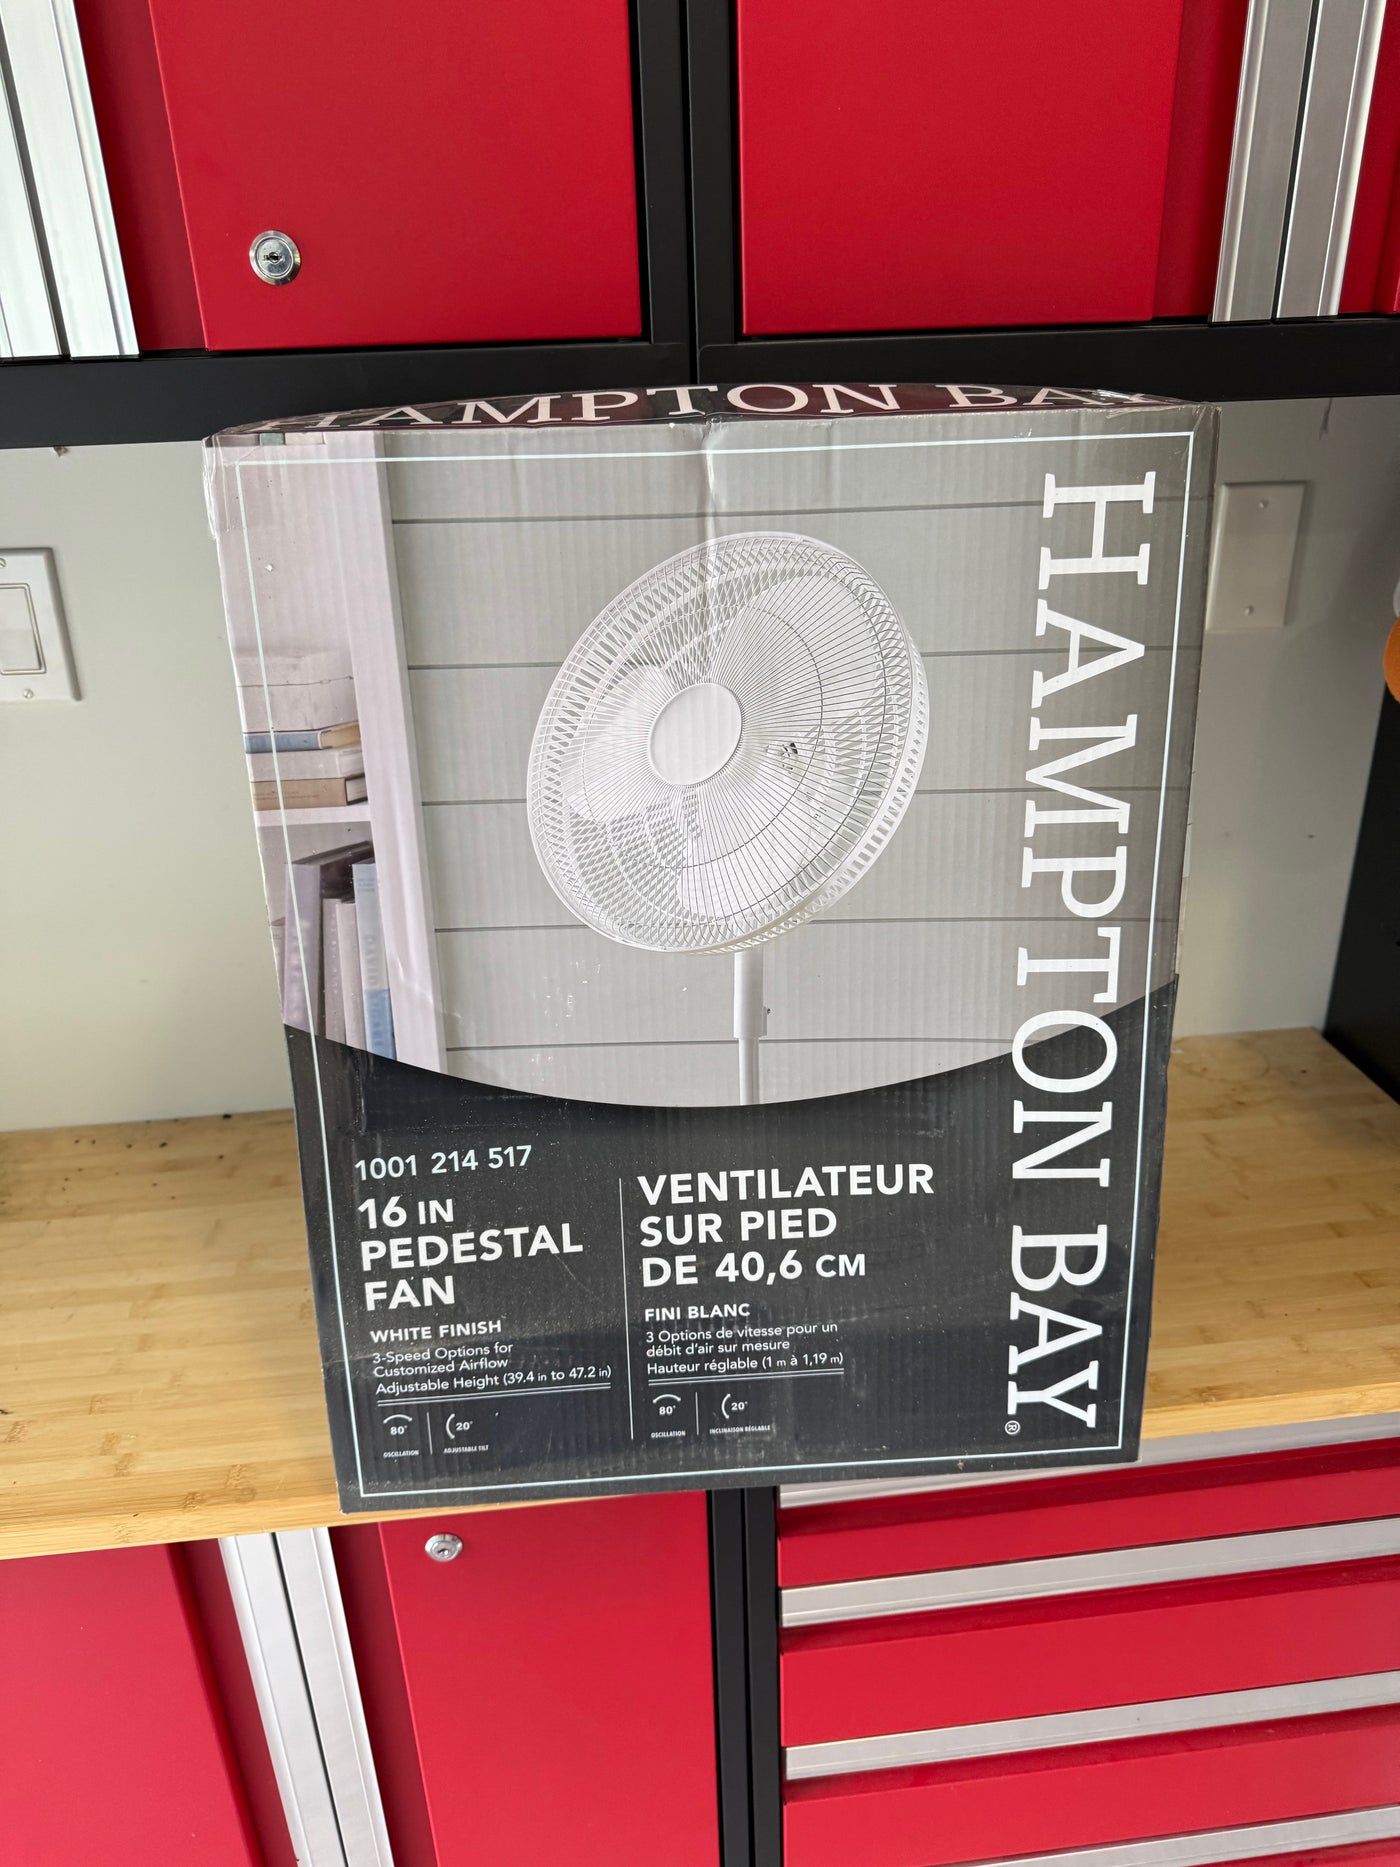 HAMPTON BAY
HAMPTON BAY®
1001 214 517
16 IN
PEDESTAL
FAN
WHITE FINISH
3-Speed Options for
Customized Airflow
Adjustable Height (39.4 in to 47.2 in)
80°
OSCILLATION
20°
ADJUSTABLE TILT
VENTILATEUR
SUR PIED
DE 40,6 CM
FINI BLANC
3 Options de vitesse pour un
débit d'air sur mesure
Hauteur réglable (1 m à 1,19 m)
80°
OSCILLATION
20°
INCLINAISON RÉGLABLE